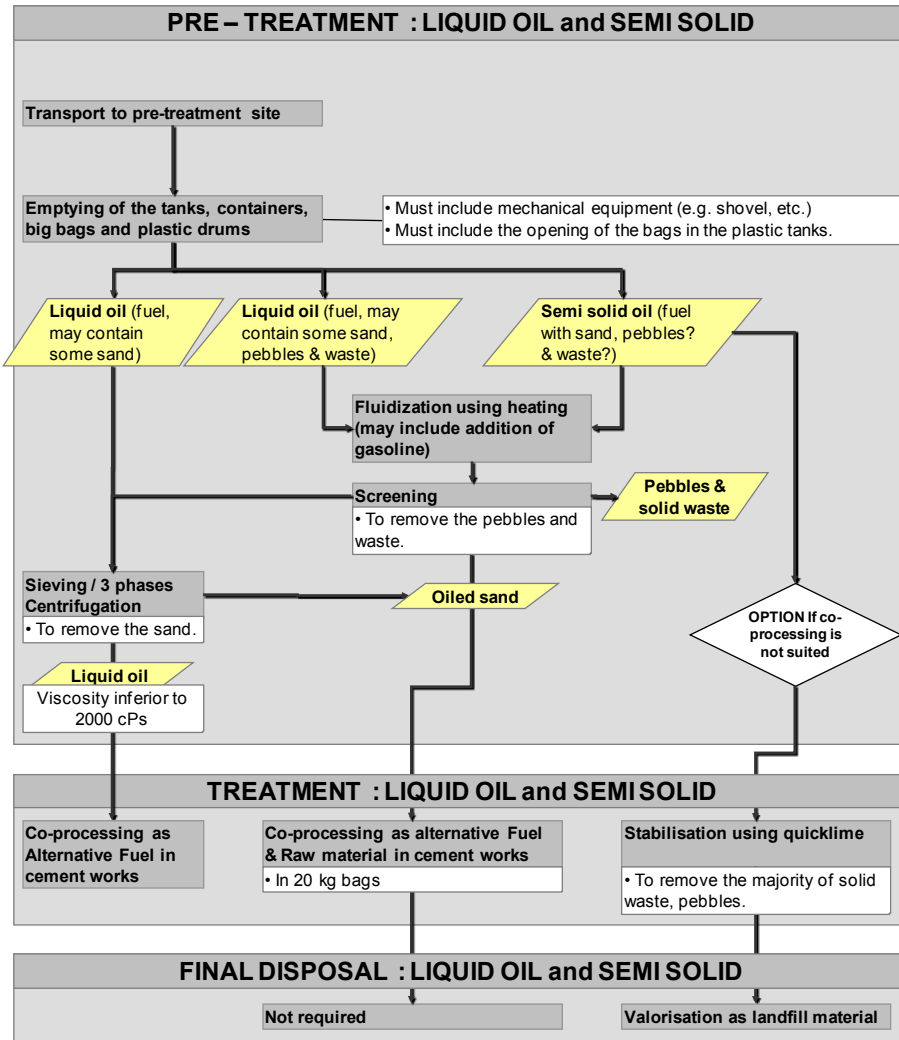 PRE – TREATMENT : LIQUID OIL and SEMI SOLID
Transport to pre-treatment site
Emptying of the tanks, containers,
big bags and plastic drums
• Must include mechanical equipment (e.g. shovel, etc.)
• Must include the opening of the bags in the plastic tanks.
Liquid oil (fuel,
may contain
some sand)
Liquid oil (fuel, may
contain some sand,
pebbles & waste)
Semi solid oil (fuel
with sand, pebbles?
& waste?)
Fluidization using heating
(may include addition of
gasoline)
Screening
• To remove the pebbles and
waste.
Pebbles &
solid waste
Sieving / 3 phases
Centrifugation
• To remove the sand.
Oiled sand
OPTION If co-
processing is
not suited
Liquid oil
Viscosity inferior to
2000 cPs
TREATMENT : LIQUID OIL and SEMI SOLID
Co-processing as
Alternative Fuel in
cement works
Co-processing as alternative Fuel
& Raw material in cement works
• In 20 kg bags
Stabilisation using quicklime
• To remove the majority of solid
waste, pebbles.
FINAL DISPOSAL : LIQUID OIL and SEMI SOLID
Not required
Valorisation as landfill material